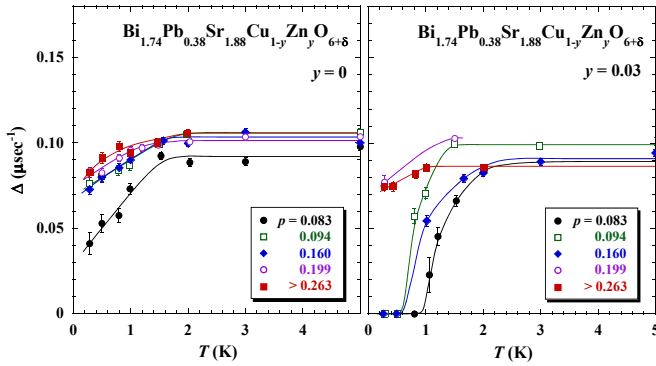 Bi1.74Pb0.38Sr1.88Cu1-yZnyO6+δ
y = 0
Δ (μsec-1)
0.15
0.10
0.05
0
p = 0.083
0.094
0.160
0.199
> 0.263
0 1 2 3 4
T (K)
Bi1.74Pb0.38Sr1.88Cu1-yZnyO6+δ
y = 0.03
p = 0.083
0.094
0.160
0.199
> 0.263
0 1 2 3 4 5
T (K)